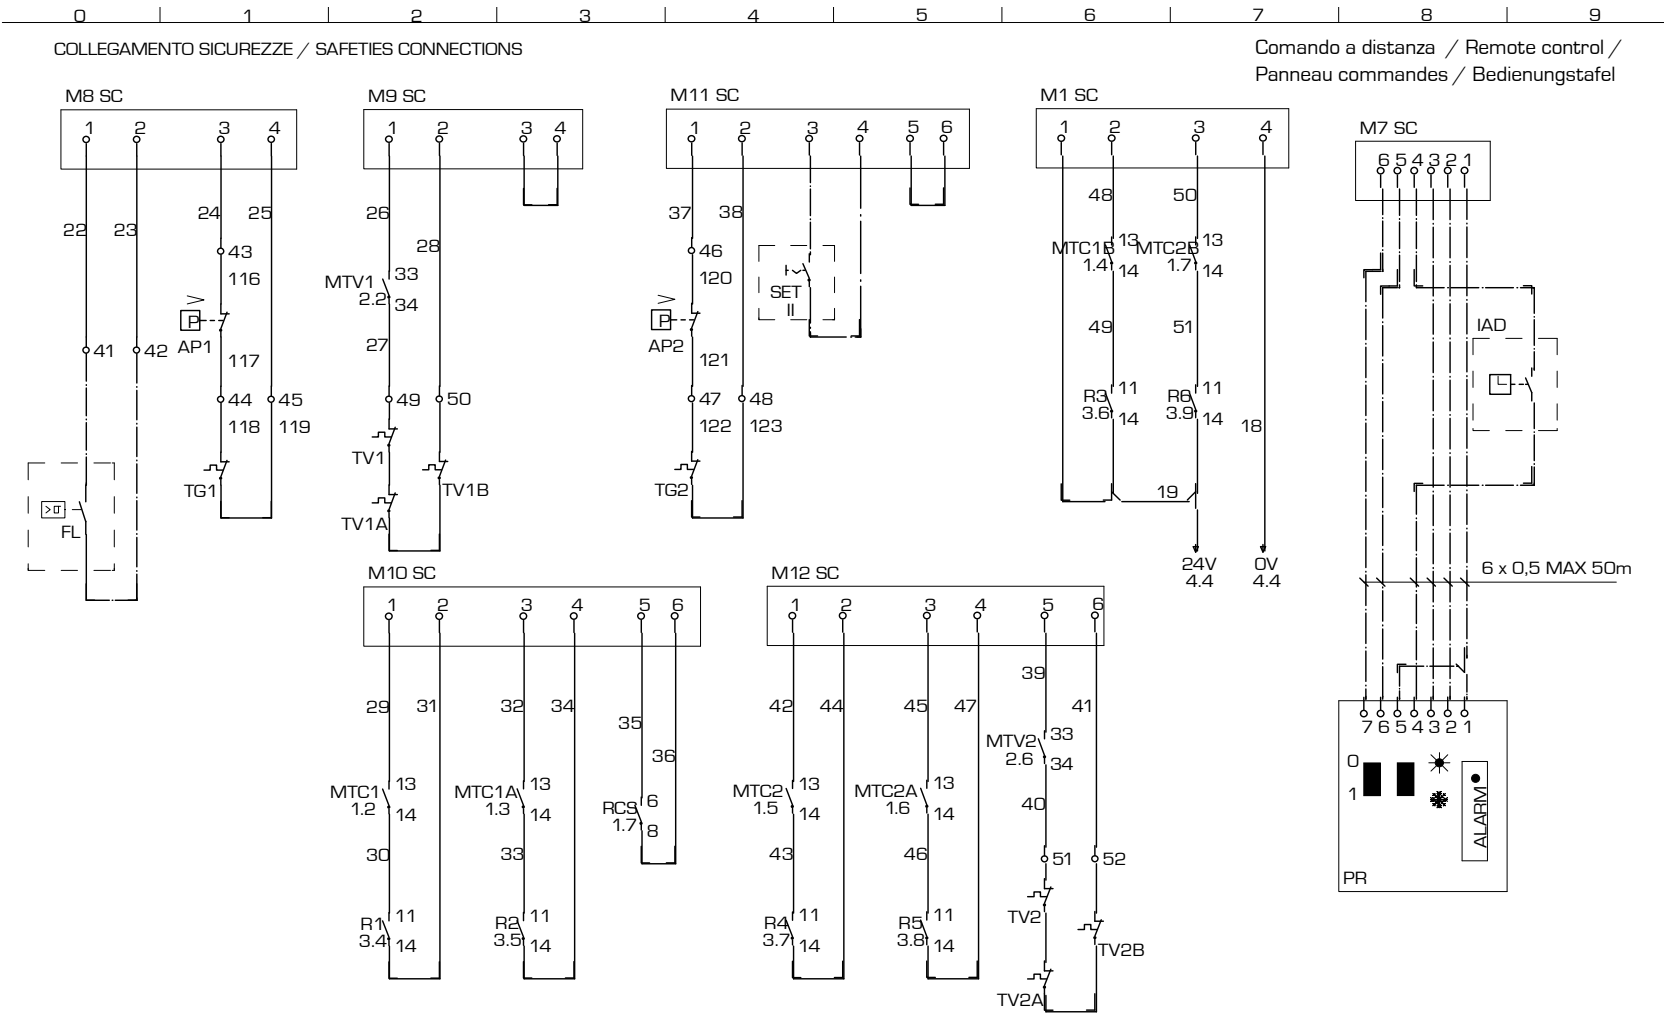 0 1 2 3 4 5 6 7 8 9
COLLEGAMENTO SICUREZZE / SAFETIES CONNECTIONS
Comando a distanza / Remote control /
Panneau commandes / Bedienungstafel
M8 SC
1 2 3 4
22 23 24 25
43
116
P
AP1
117
41 42
44 45
118 119
TG1
>σ
FL
M9 SC
1 2 3 4
26
28
MTV1 33
2.2 34
27
49 50
TV1
TV1B
TV1A
M11 SC
1 2 3 4 5 6
37 38
46
120
P
AP2
121
47 48
122 123
TG2
SET
II
M1 SC
1 2 3 4
48 50
MTC1B 13 MTC2B 13
1.4 14 1.7 14
49 51
R3 11 R6 11
3.6 14 3.9 14
18
19
24V 0V
4.4 4.4
M7 SC
6 5 4 3 2 1
IAD
6 x 0,5 MAX 50m
7 6 5 4 3 2 1
0
1
ALARM
PR
M10 SC
1 2 3 4 5 6
29 31 32 34
35
36
MTC1 13 MTC1A 13
1.2 14 1.3 14
RCS 6
1.7 8
30 33
R1 11 R2 11
3.4 14 3.5 14
M12 SC
1 2 3 4 5 6
39
42 44 45 47 41
MTV2 33
2.6 34
MTC2 13 MTC2A 13
1.5 14 1.6 14
40
43 46
51 52
R4 11 R5 11
3.7 14 3.8 14
TV2
TV2B
TV2A